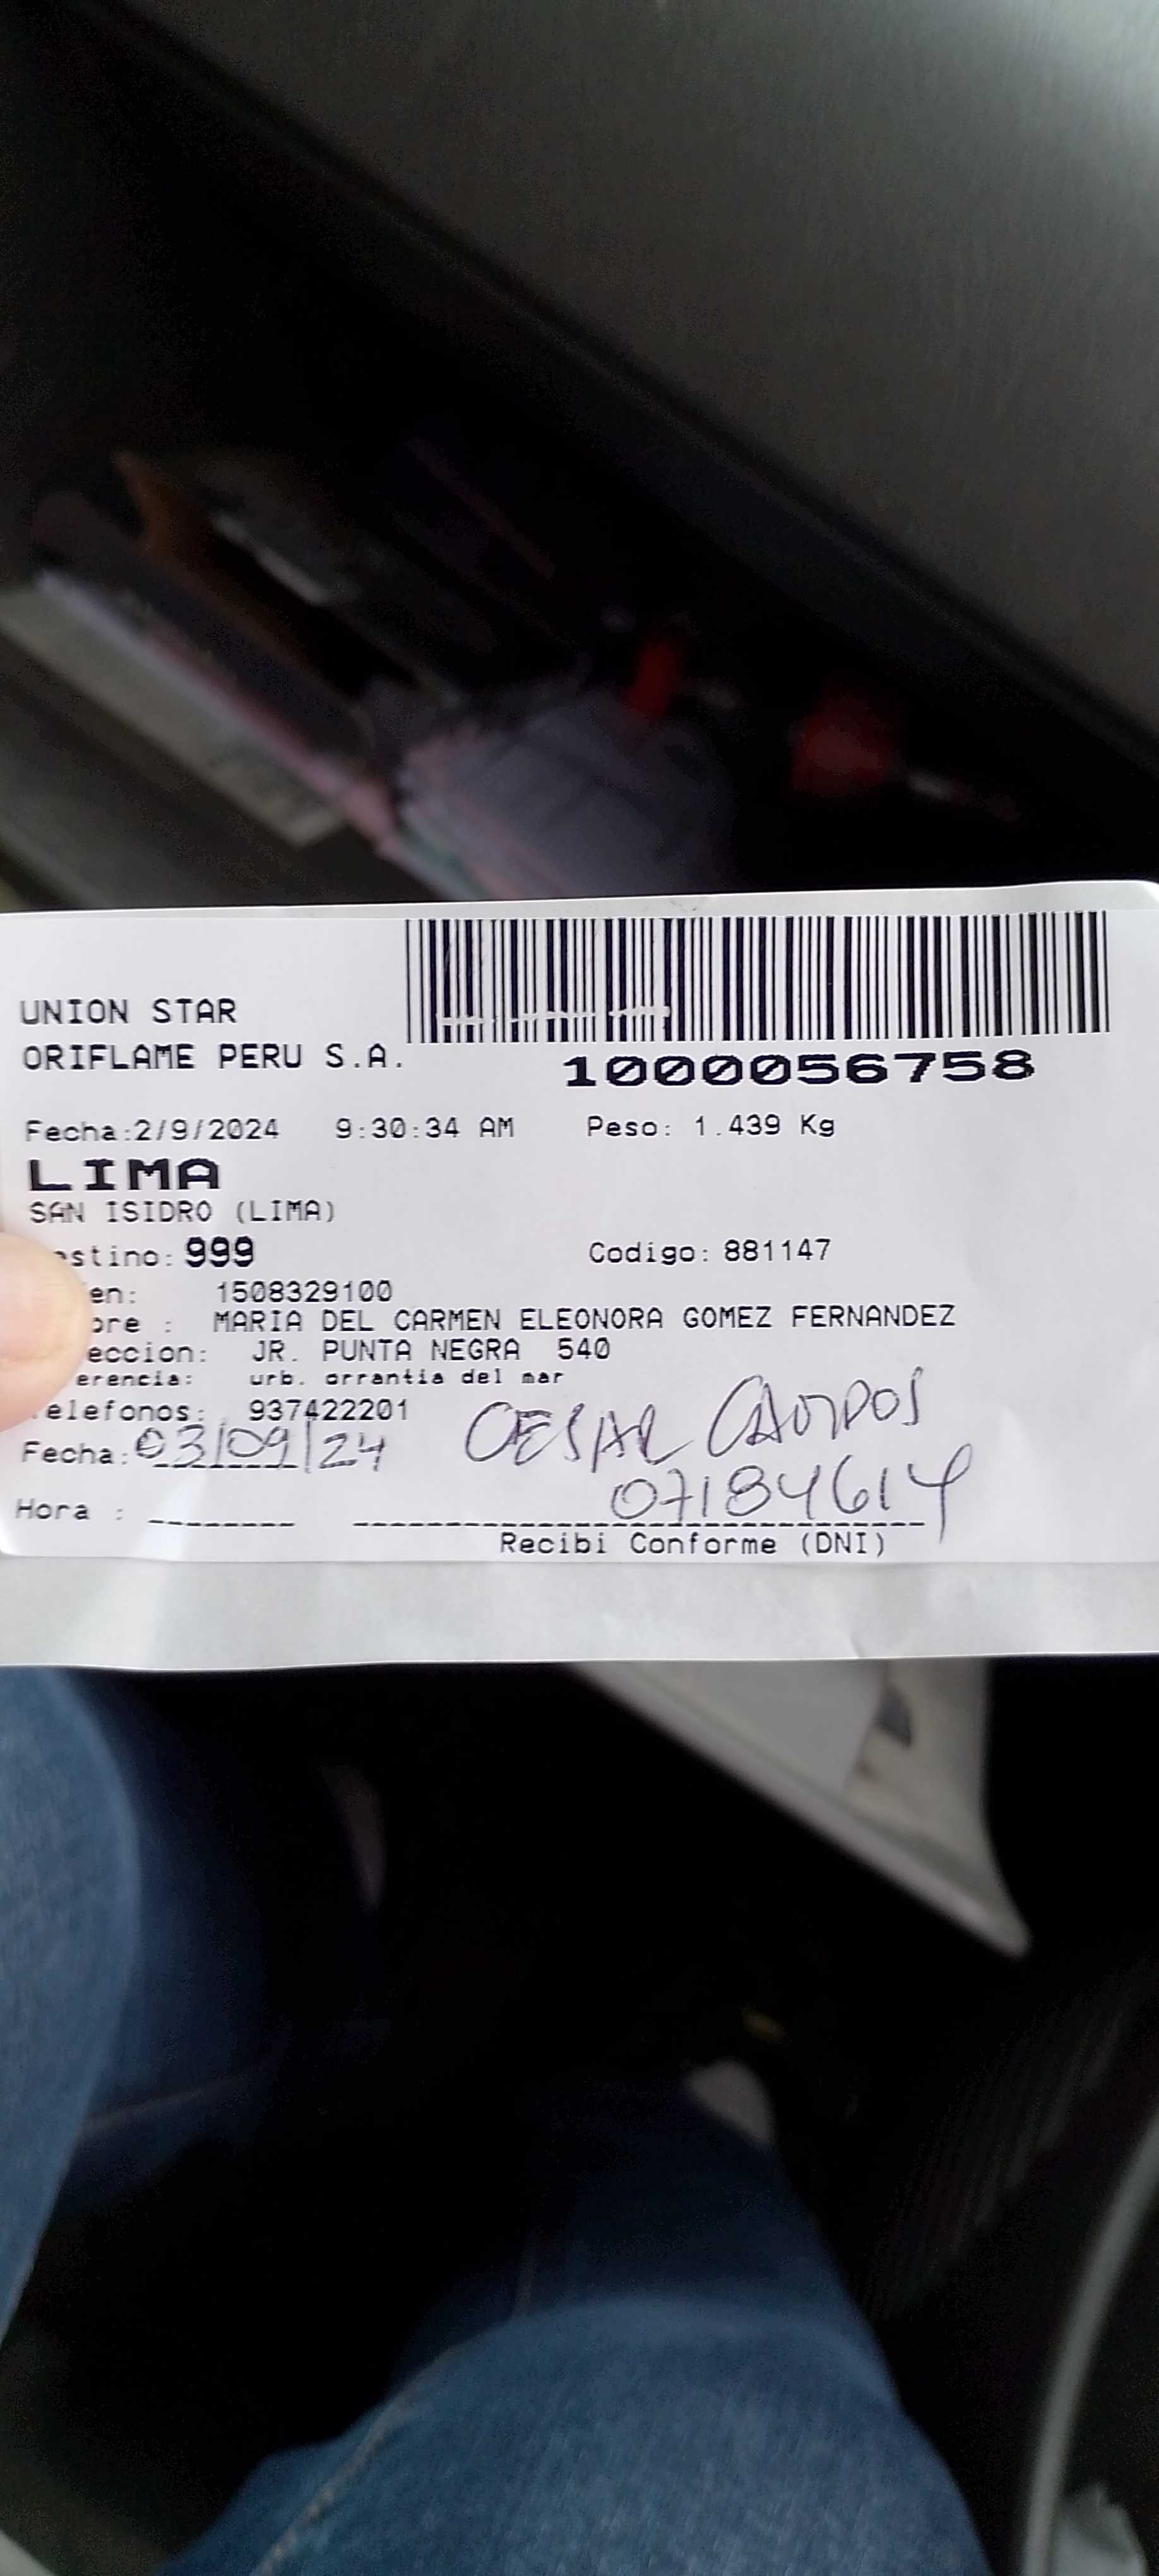 UNION STAR
ORIFLAME PERU S.A.
1000056758
Fecha:2/9/2024 9:30:34 AM Peso: 1.439 Kg
LIMA
SAN ISIDRO (LIMA)
stino: 999 Codigo: 881147
en: 1508329100
bre : MARIA DEL CARMEN ELEONORA GOMEZ FERNANDEZ
eccion: JR. PUNTA NEGRA 540
erencia: urb. orrantia del mar
elefonos: 937422201
Fecha: 03/09/24 CESAR CAMPOS
07184614
Hora :
Recibi Conforme (DNI)